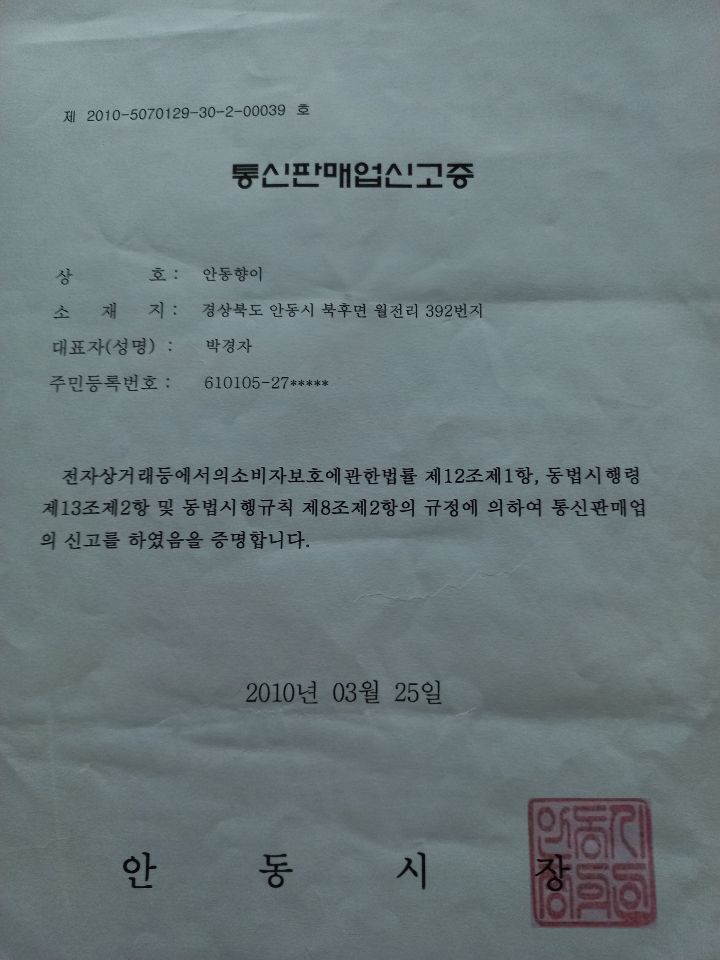 제 2010-5070129-30-2-00039 호
통신판매업신고증
상 호 : 안동향이
소 재 지 : 경상북도 안동시 북후면 월전리 392번지
대표자(성명) : 박경자
주민등록번호 : 610105-27*****
전자상거래등에서의소비자보호에관한법률 제12조제1항, 동법시행령
제13조제2항 및 동법시행규칙 제8조제2항의 규정에 의하여 통신판매업
의 신고를 하였음을 증명합니다.
2010년 03월 25일
안 동 시 장